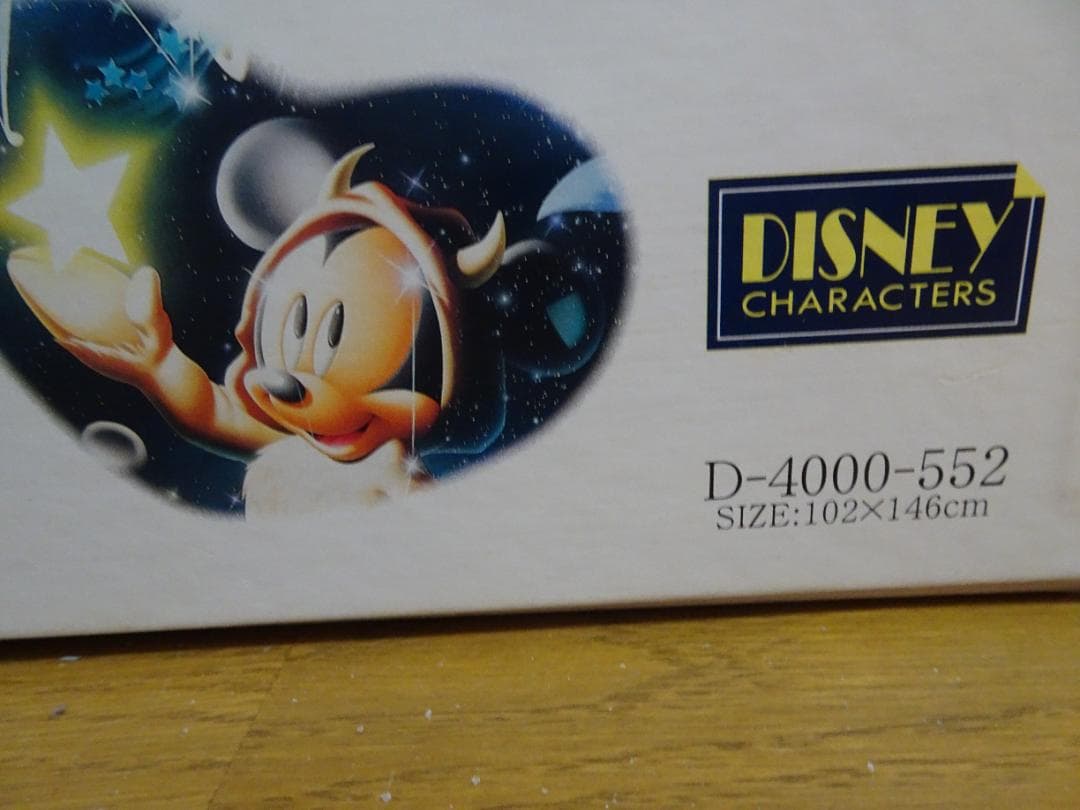 DISNEY
CHARACTERS
D-4000-552
SIZE:102×146cm